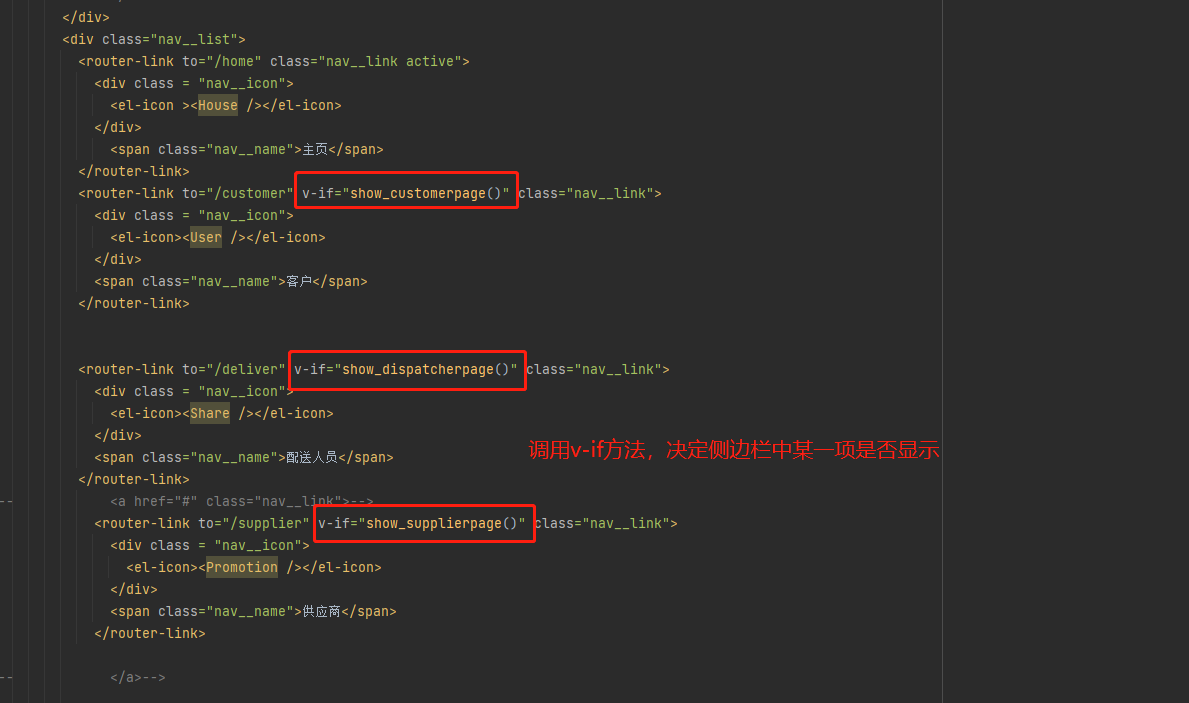 </div>
<div class="nav__list">
<router-link to="/home" class="nav__link active">
<div class = "nav__icon">
<el-icon ><House /></el-icon>
</div>
<span class="nav__name">主页</span>
</router-link>
<router-link to="/customer" v-if="show_customerpage()" class="nav__link">
<div class = "nav__icon">
<el-icon><User /></el-icon>
</div>
<span class="nav__name">客户</span>
</router-link>
<router-link to="/deliver" v-if="show_dispatcherpage()" class="nav__link">
<div class = "nav__icon">
<el-icon><Share /></el-icon>
</div>
<span class="nav__name">配送人员</span>
调用v-if方法，决定侧边栏中某一项是否显示
</router-link>
-- <a href="#" class="nav__link">-->
<router-link to="/supplier" v-if="show_supplierpage()" class="nav__link">
<div class = "nav__icon">
<el-icon><Promotion /></el-icon>
</div>
<span class="nav__name">供应商</span>
</router-link>
-- </a>-->